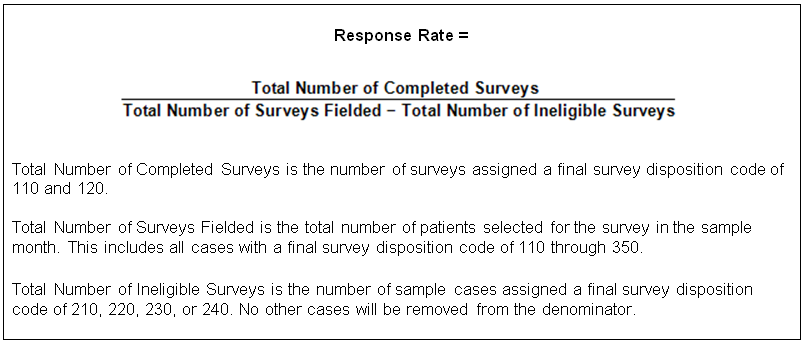 Response Rate =
Total Number of Completed Surveys
Total Number of Surveys Fielded − Total Number of Ineligible Surveys
Total Number of Completed Surveys is the number of surveys assigned a final survey disposition code of
110 and 120.
Total Number of Surveys Fielded is the total number of patients selected for the survey in the sample
month. This includes all cases with a final survey disposition code of 110 through 350.
Total Number of Ineligible Surveys is the number of sample cases assigned a final survey disposition
code of 210, 220, 230, or 240. No other cases will be removed from the denominator.